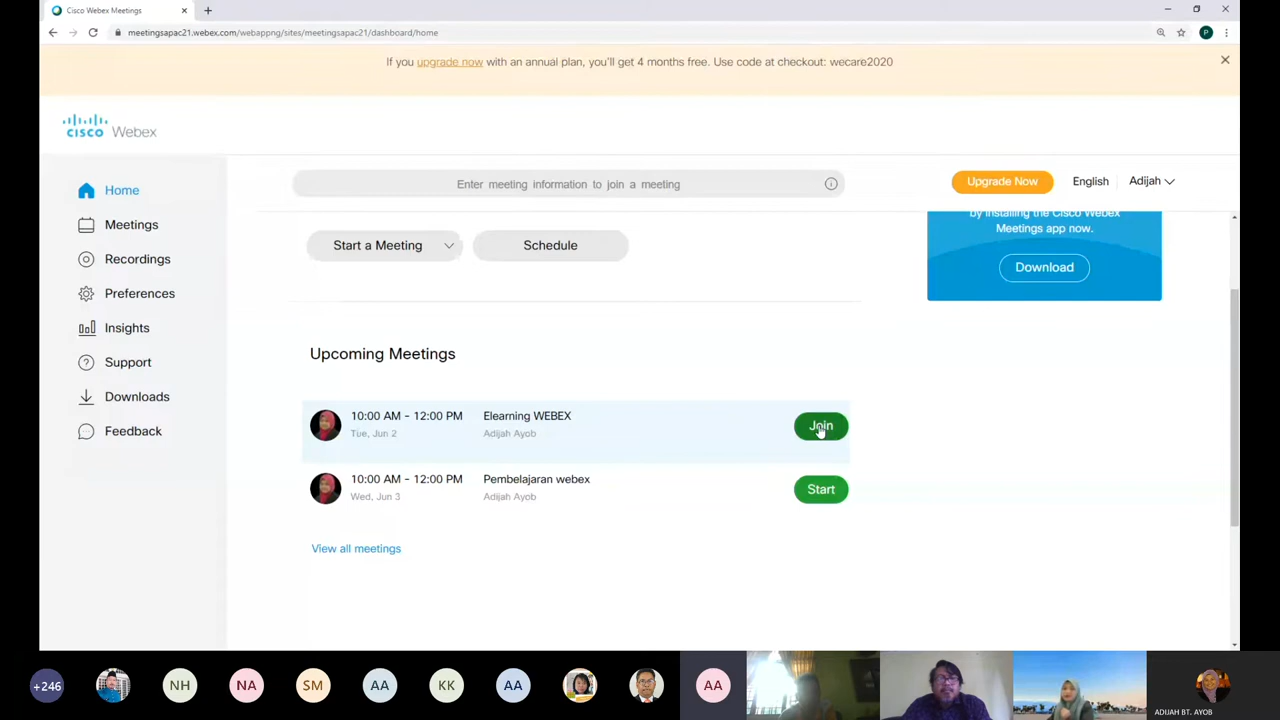 Cisco Webex Meetings
meetingsapac21.webex.com/webappng/sites/meetingsapac21/dashboard/home
P
If you upgrade now with an annual plan, you'll get 4 months free. Use code at checkout: wecare2020
cisco Webex
Home
Meetings
Recordings
Preferences
Insights
Support
Downloads
Feedback
Enter meeting information to join a meeting
Upgrade Now
English
Adijah
Start a Meeting
Schedule
by installing the Cisco Webex
Meetings app now.
Download
Upcoming Meetings
10:00 AM - 12:00 PM
Elearning WEBEX
Join
Tue, Jun 2
Adijah Ayob
10:00 AM - 12:00 PM
Pembelajaran webex
Start
Wed, Jun 3
Adijah Ayob
View all meetings
+246
NH
NA
SM
AA
KK
AA
AA
ADIJAH BT. AYOB